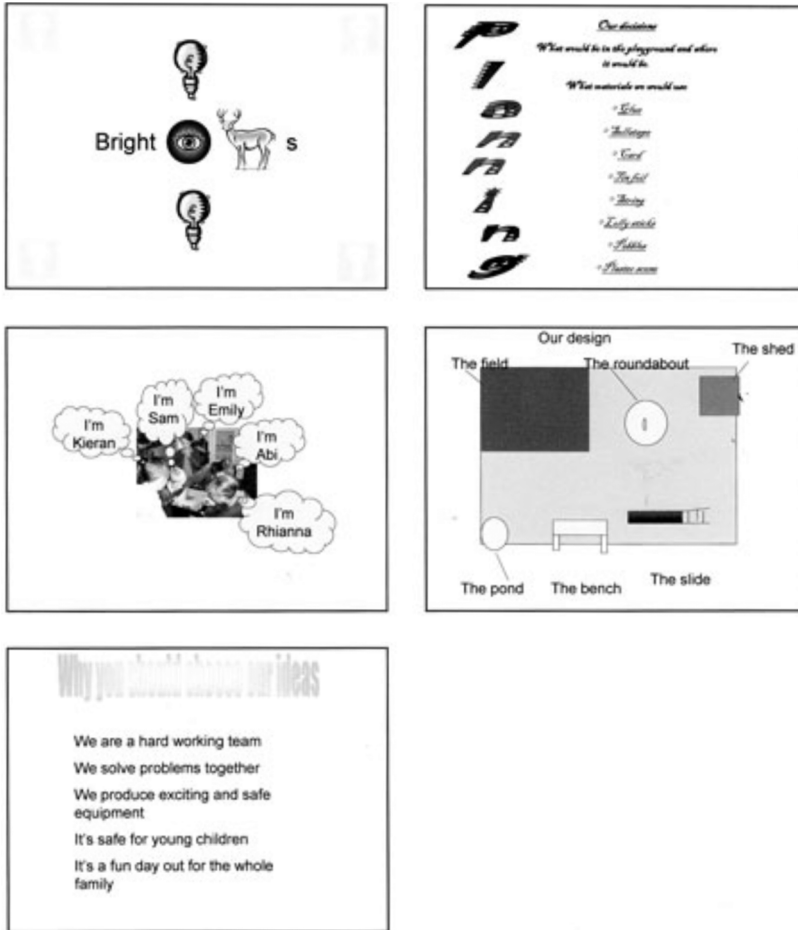 Bright s
Planning
Our decisions
What would be in the playground and where
it would be.
What materials we would use
Glue
Sellotape
Card
Tin foil
String
Lolly sticks
Pebbles
I'm
Kieran
I'm
Sam
I'm
Emily
I'm
Abi
I'm
Rhianna
Our design
The field
The roundabout
The shed
The pond
The bench
The slide
Why you should choose our ideas
We are a hard working team
We solve problems together
We produce exciting and safe
equipment
It's safe for young children
It's a fun day out for the whole
family